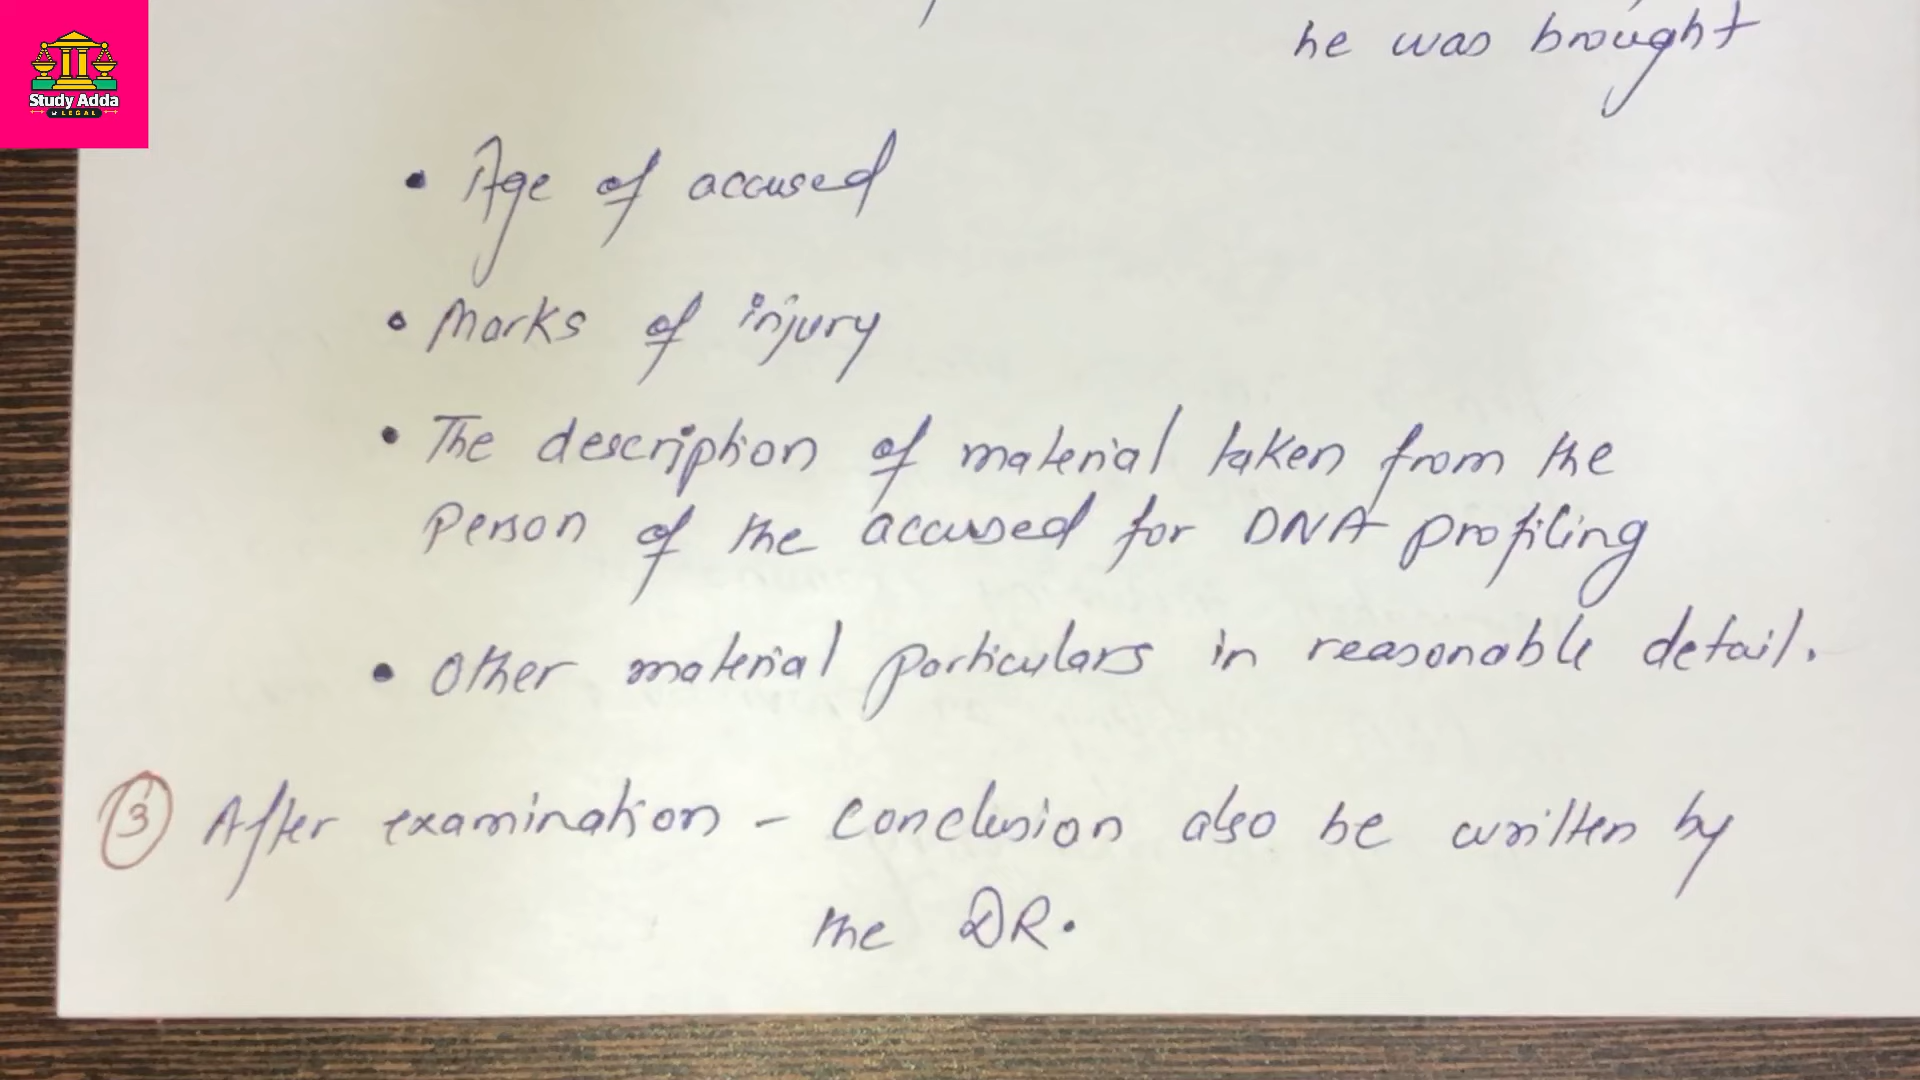 he was brought
Study Adda
LEGAL
• Age of accused
• Marks of injury
• The description of material taken from the
person of the accused for DNA profiling
• Other material particulars in reasonable detail.
③ After examination - conclusion also be written by
the DR.